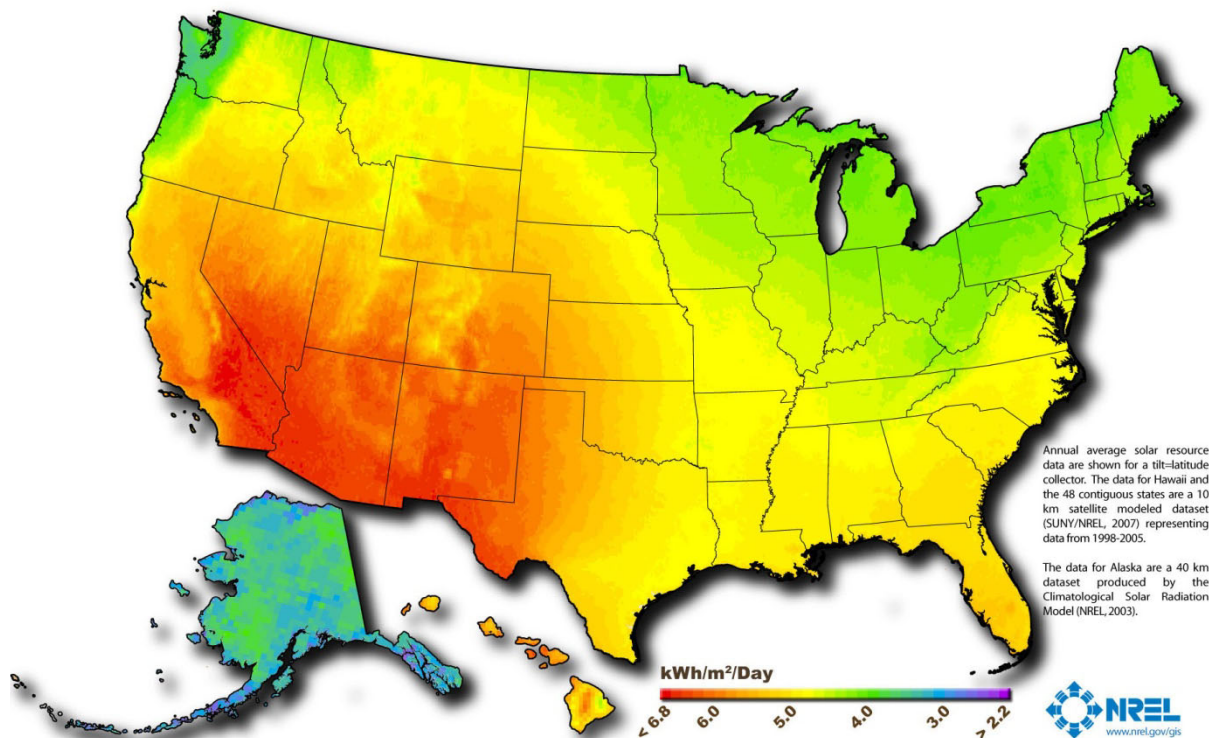 Annual average solar resource
data are shown for a tilt=latitude
collector. The data for Hawaii and
the 48 contiguous states are a 10
km satellite modeled dataset
(SUNY/NREL, 2007) representing
data from 1998-2005.
The data for Alaska are a 40 km
dataset produced by the
Climatological Solar Radiation
Model (NREL, 2003).
kWh/m²/Day
< 6.8 6.0 5.0 4.0 3.0 > 2.2
NREL
www.nrel.gov/gis